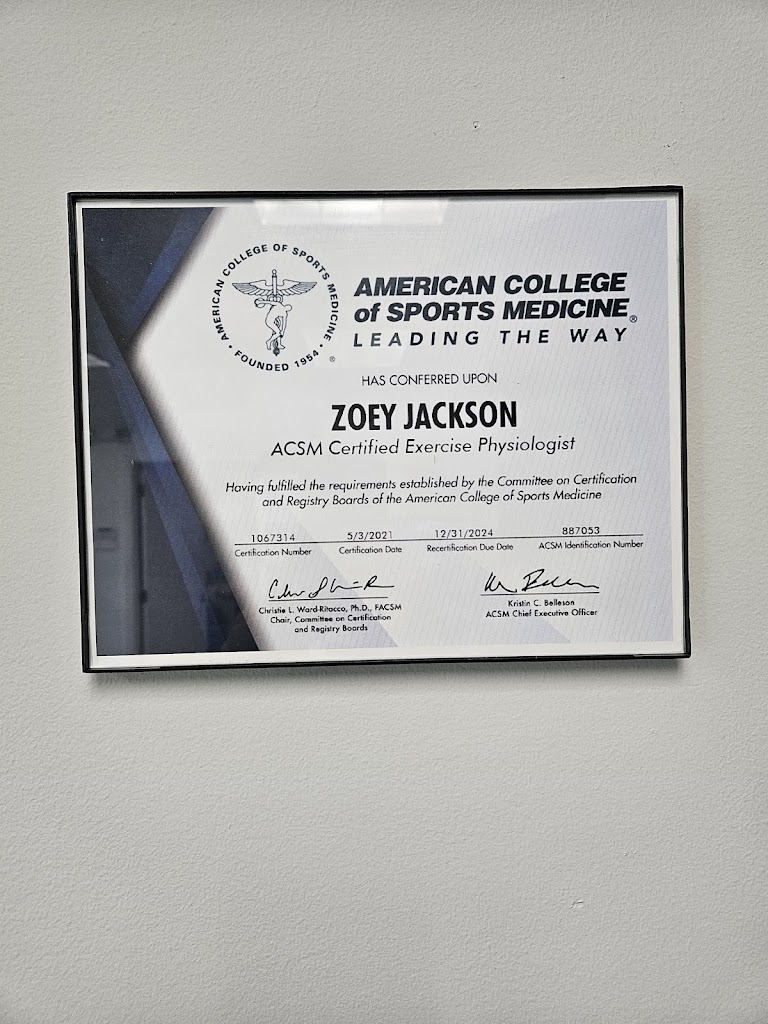 AMERICAN COLLEGE OF SPORTS MEDICINE
• FOUNDED 1954 •
®
AMERICAN COLLEGE
of SPORTS MEDICINE®
LEADING THE WAY
HAS CONFERRED UPON
ZOEY JACKSON
ACSM Certified Exercise Physiologist
Having fulfilled the requirements established by the Committee on Certification
and Registry Boards of the American College of Sports Medicine
1067314 5/3/2021 12/31/2024 887053
Certification Number Certification Date Recertification Due Date ACSM Identification Number
Christie L. Ward-Ritacco, Ph.D., FACSM
Chair, Committee on Certification
and Registry Boards
Kristin C. Belleson
ACSM Chief Executive Officer